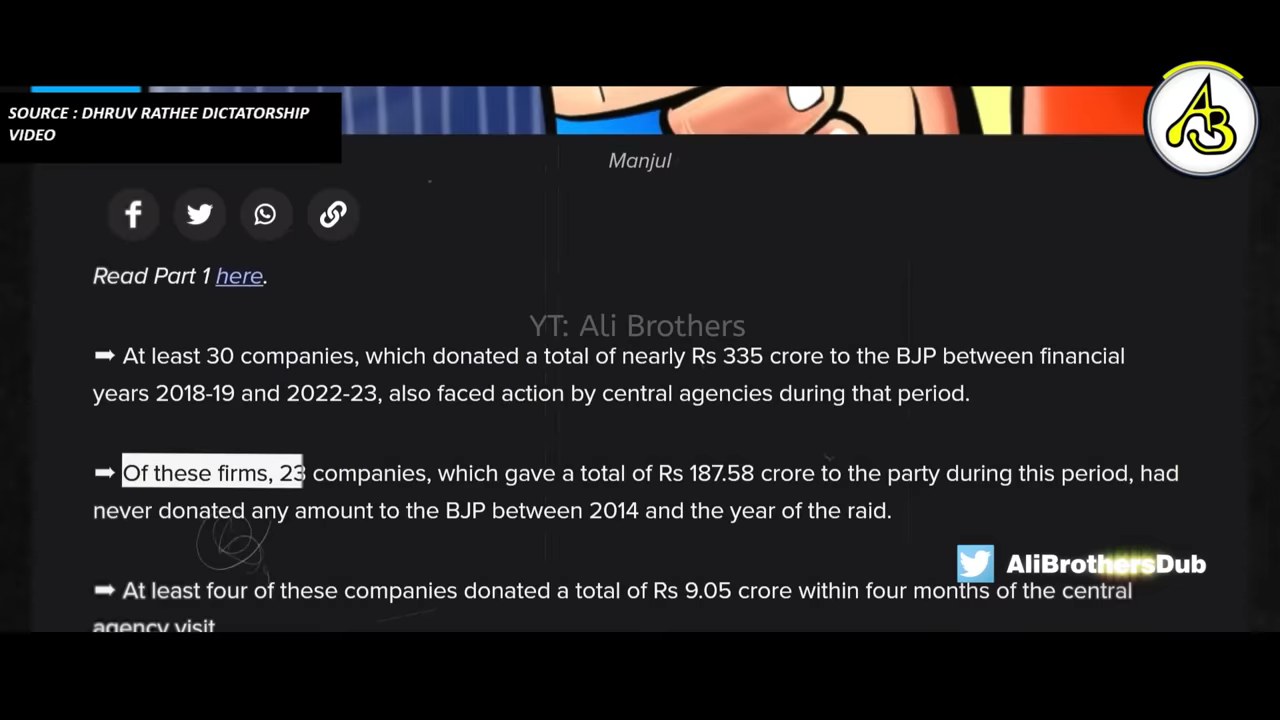 SOURCE : DHRUV RATHEE DICTATORSHIP
VIDEO
AB
Manjul
Read Part 1 here.
YT: Ali Brothers
➡ At least 30 companies, which donated a total of nearly Rs 335 crore to the BJP between financial
years 2018-19 and 2022-23, also faced action by central agencies during that period.
➡ Of these firms, 23 companies, which gave a total of Rs 187.58 crore to the party during this period, had
never donated any amount to the BJP between 2014 and the year of the raid.
AliBrothersDub
➡ At least four of these companies donated a total of Rs 9.05 crore within four months of the central
agency visit